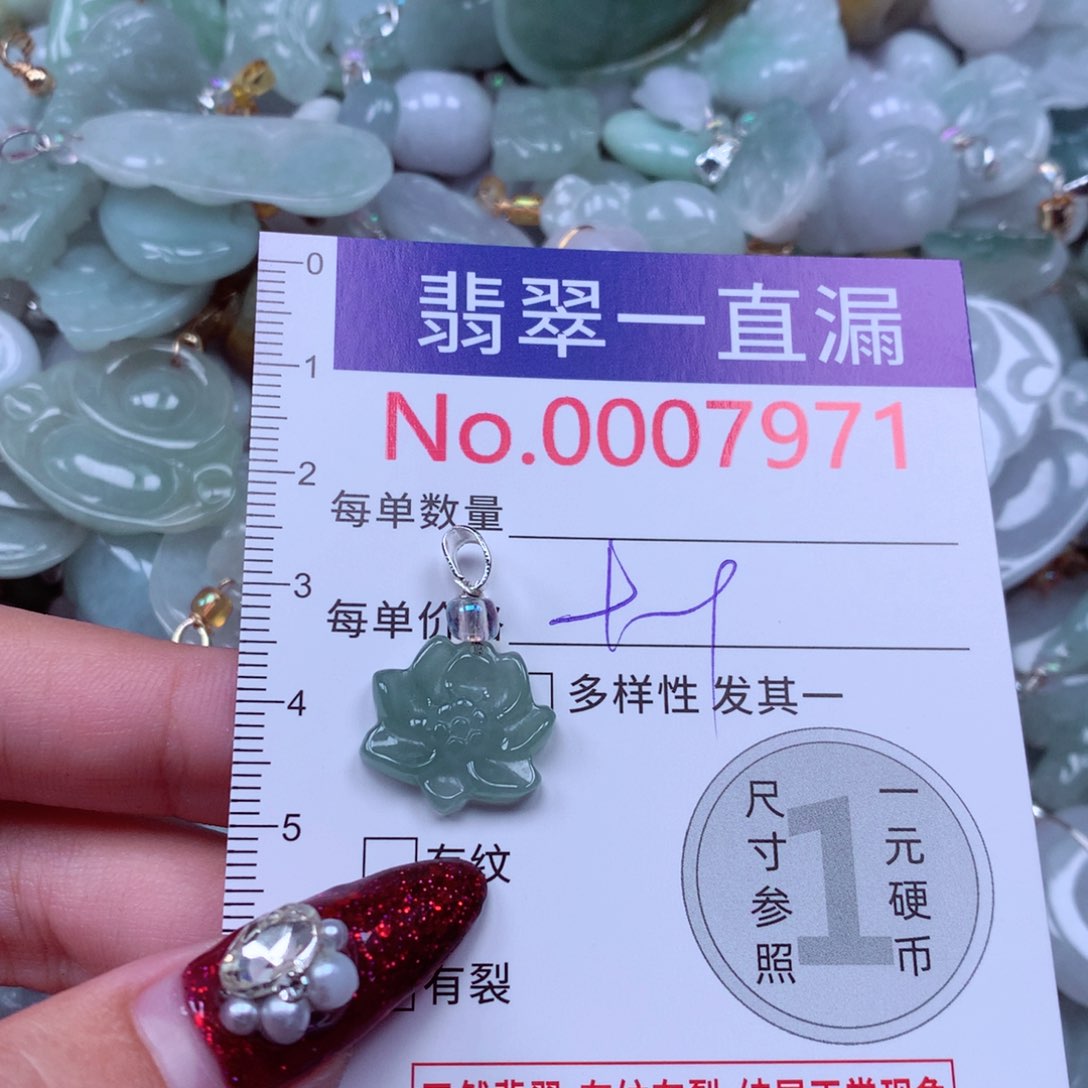 0
1
2
3
4
5
翡翠一直漏
No.0007971
每单数量
每单价
多样性 发其一
尺寸参照
一元硬币
1
有纹
有裂